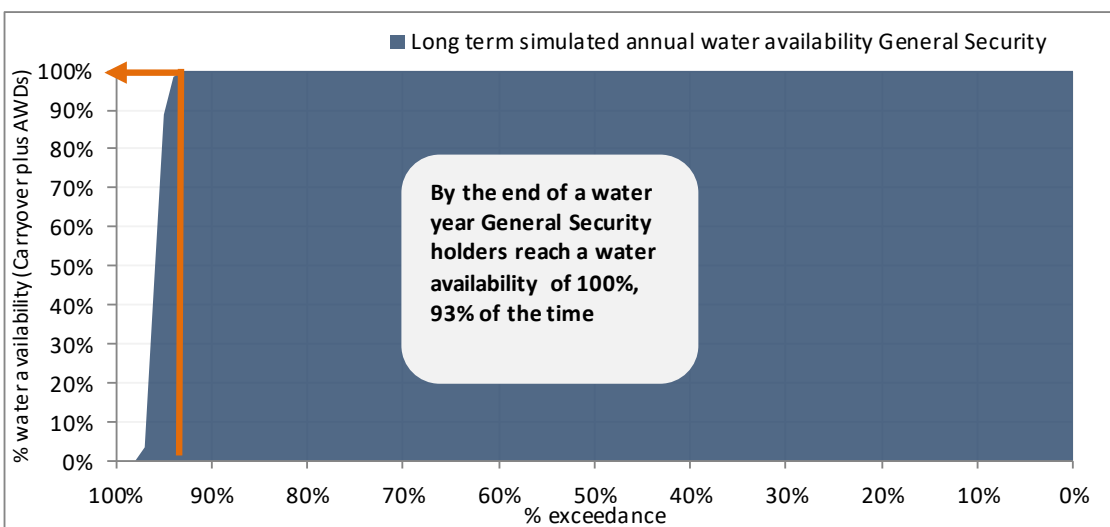 Long term simulated annual water availability General Security
% water availability (Carryover plus AWDs)
100%
90%
80%
70%
60%
50%
40%
30%
20%
10%
0%
By the end of a water
year General Security
holders reach a water
availability of 100%,
93% of the time
100% 90% 80% 70% 60% 50% 40% 30% 20% 10% 0%
% exceedance